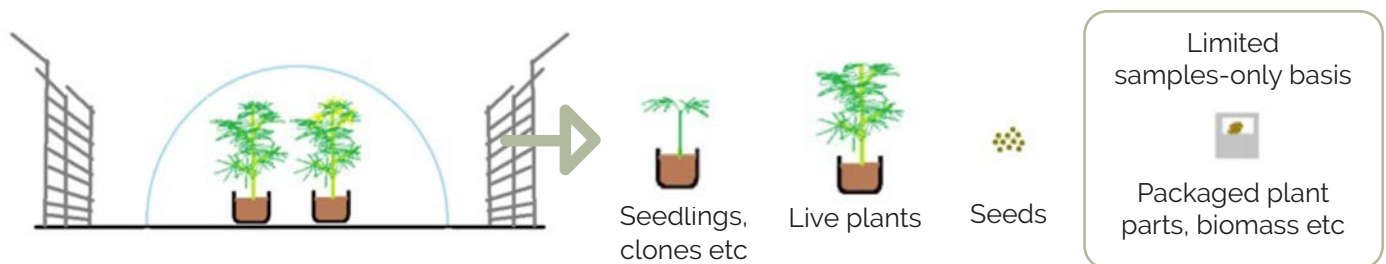 Seedlings,
clones etc
Live plants
Seeds
Limited
samples-only basis
Packaged plant
parts, biomass etc